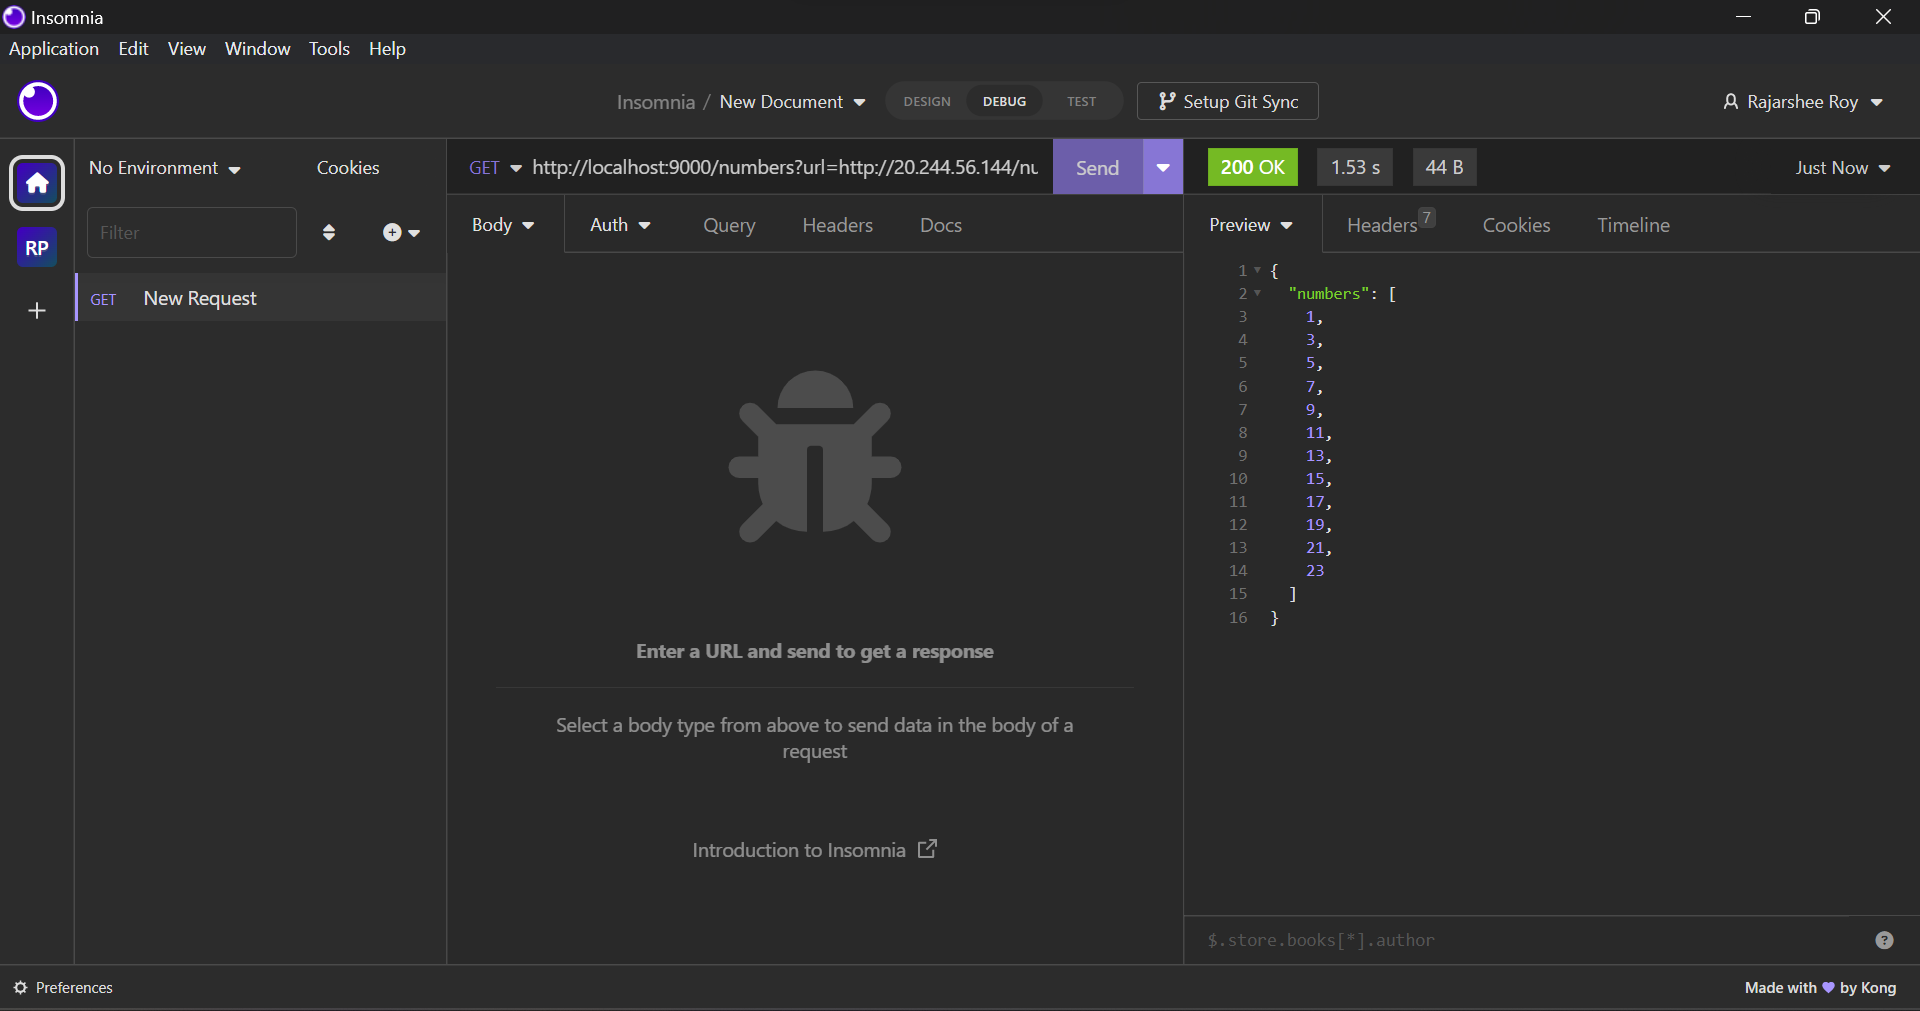 Insomnia
Application Edit View Window Tools Help
Insomnia / New Document DESIGN DEBUG TEST Setup Git Sync Rajarshee Roy
No Environment Cookies
GET http://localhost:9000/numbers?url=http://20.244.56.144/nu Send 200 OK 1.53 s 44 B Just Now
Filter
Body Auth Query Headers Docs
Preview Headers 7 Cookies Timeline
RP
GET New Request
1 {
2 "numbers": [
3 1,
4 3,
5 5,
6 7,
7 9,
8 11,
9 13,
10 15,
11 17,
12 19,
13 21,
14 23
15 ]
16 }
Enter a URL and send to get a response
Select a body type from above to send data in the body of a
request
Introduction to Insomnia
$.store.books[*].author ?
Preferences
Made with 💜 by Kong